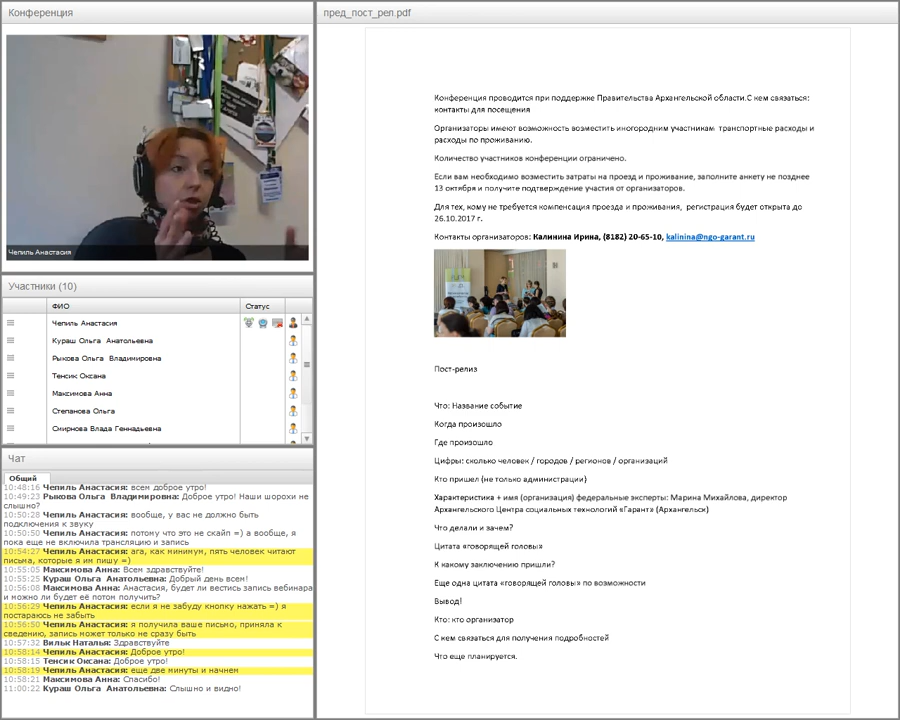 Конференция
Чепиль Анастасия
Участники (10)
ФИО
Статус
Чепиль Анастасия
Кураш Ольга Анатольевна
Рыкова Ольга Владимировна
Тенсик Оксана
Максимова Анна
Степанова Ольга
Смирнова Влада Геннадьевна
Чат
Общий
10:48:16 Чепиль Анастасия: всем доброе утро!
10:49:23 Рыкова Ольга Владимировна: Доброе утро! Наши шорохи не
слышно?
10:50:28 Чепиль Анастасия: вообще, у вас не должно быть
подключения к звуку
10:50:50 Чепиль Анастасия: потому что это не скайп =) а вообще, я
пока еще не включила трансляцию и запись
10:54:27 Чепиль Анастасия: ага, как минимум, пять человек читают
письма, которые я им пишу =)
10:55:05 Максимова Анна: Всем здравствуйте!
10:55:25 Кураш Ольга Анатольевна: Добрый день всем!
10:56:08 Максимова Анна: Анастасия, будет ли вестись запись вебинара
и можно ли будет её потом получить?
10:56:29 Чепиль Анастасия: если я не забуду кнопку нажать =) я
постараюсь не забыть
10:56:50 Чепиль Анастасия: я получила ваше письмо, приняла к
сведению, запись может только не сразу быть
10:57:32 Вильк Наталья: Здравствуйте
10:58:14 Чепиль Анастасия: Доброе утро!
10:58:15 Тенсик Оксана: Доброе утро!
10:58:19 Чепиль Анастасия: еще две минуты и начнем
10:58:21 Максимова Анна: Спасибо!
11:00:22 Кураш Ольга Анатольевна: Слышно и видно!
пред_пост_рел.pdf
Конференция проводится при поддержке Правительства Архангельской области.С кем связаться:
контакты для посещения
Организаторы имеют возможность возместить иногородним участникам транспортные расходы и
расходы по проживанию.
Количество участников конференции ограничено.
Если вам необходимо возместить затраты на проезд и проживание, заполните анкету не позднее
13 октября и получите подтверждение участия от организаторов.
Для тех, кому не требуется компенсация проезда и проживания, регистрация будет открыта до
26.10.2017 г.
Контакты организаторов: Калинина Ирина, (8182) 20-65-10, kalinina@ngo-garant.ru
Пост-релиз
Что: Название событие
Когда произошло
Где произошло
Цифры: сколько человек / городов / регионов / организаций
Кто пришел (не только администрации)
Характеристика + имя (организация) федеральные эксперты: Марина Михайлова, директор
Архангельского Центра социальных технологий «Гарант» (Архангельск)
Что делали и зачем?
Цитата «говорящей головы»
К какому заключению пришли?
Еще одна цитата «говорящей головы» по возможности
Вывод!
Кто: кто организатор
С кем связаться для получения подробностей
Что еще планируется.